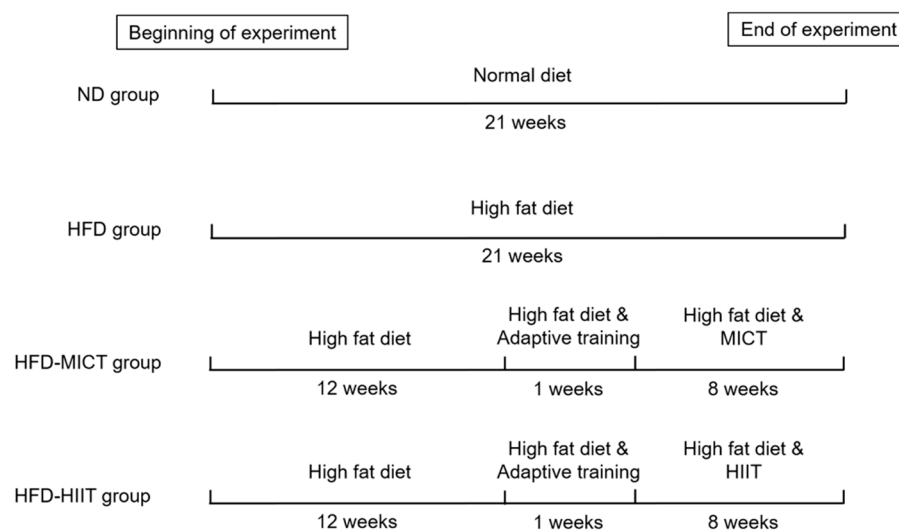 Beginning of experiment
End of experiment
Normal diet
ND group
21 weeks
High fat diet
HFD group
21 weeks
High fat diet
High fat diet &
Adaptive training
High fat diet &
MICT
HFD-MICT group
12 weeks
1 weeks
8 weeks
High fat diet
High fat diet &
Adaptive training
High fat diet &
HIIT
HFD-HIIT group
12 weeks
1 weeks
8 weeks